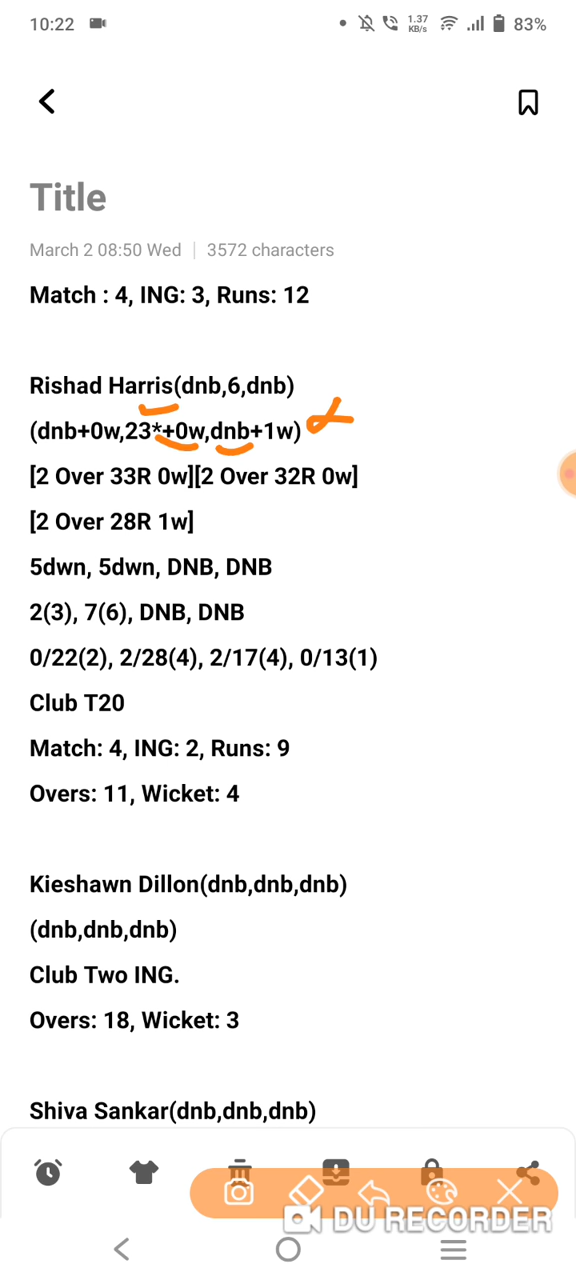 10:22 1.37 KB/s 83%
Title
March 2 08:50 Wed | 3572 characters
Match : 4, ING: 3, Runs: 12
Rishad Harris(dnb,6,dnb)
(dnb+0w,23*+0w,dnb+1w)
[2 Over 33R 0w][2 Over 32R 0w]
[2 Over 28R 1w]
5dwn, 5dwn, DNB, DNB
2(3), 7(6), DNB, DNB
0/22(2), 2/28(4), 2/17(4), 0/13(1)
Club T20
Match: 4, ING: 2, Runs: 9
Overs: 11, Wicket: 4
Kieshawn Dillon(dnb,dnb,dnb)
(dnb,dnb,dnb)
Club Two ING.
Overs: 18, Wicket: 3
Shiva Sankar(dnb,dnb,dnb)
DU RECORDER